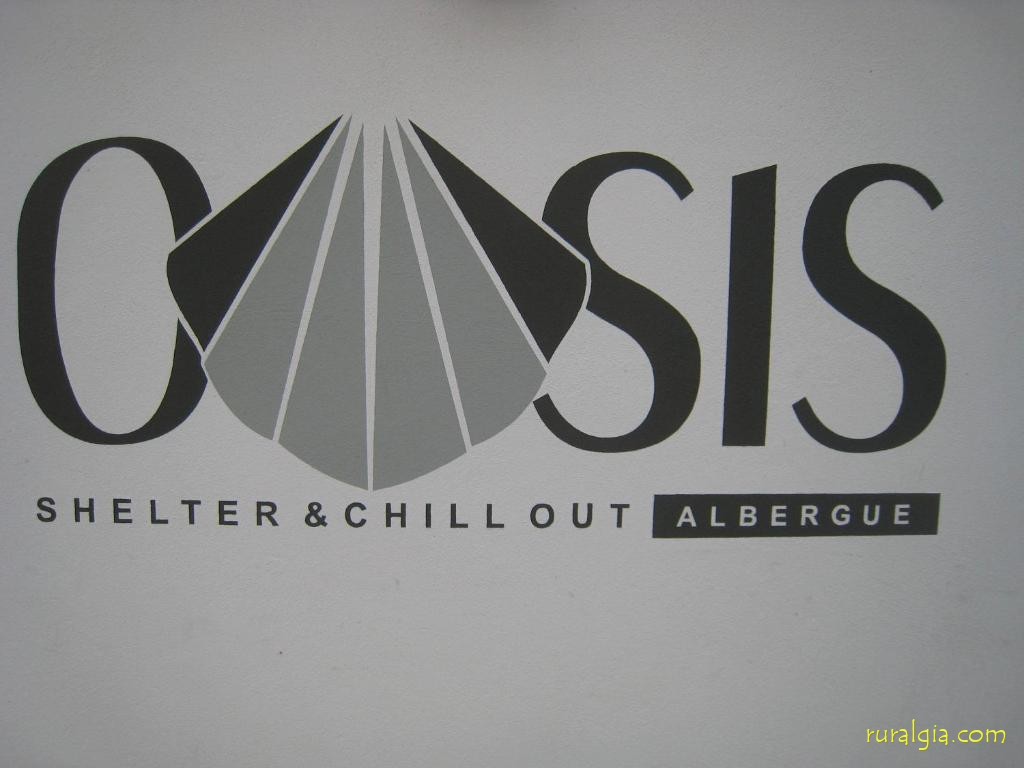 OASIS
SHELTER & CHILL OUT ALBERGUE
ruralgia.com